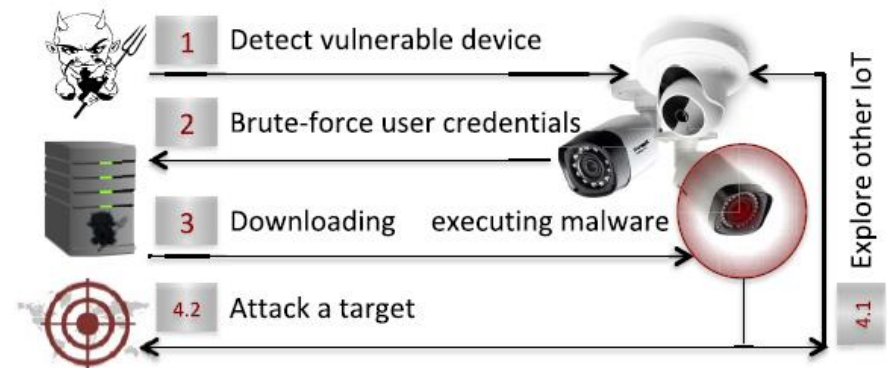 1 Detect vulnerable device
2 Brute-force user credentials
3 Downloading executing malware
4.2 Attack a target
4.1 Explore other IoT